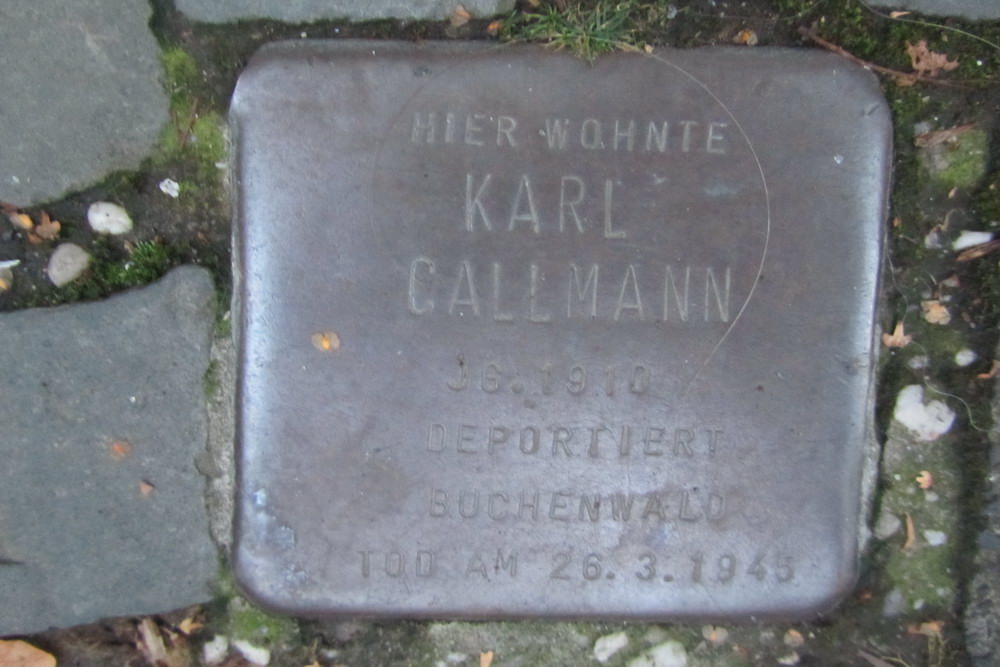 HIER WOHNTE
KARL
CALLMANN
JG. 1910
DEPORTIERT
BUCHENWALD
TOD AM 26. 3. 1945